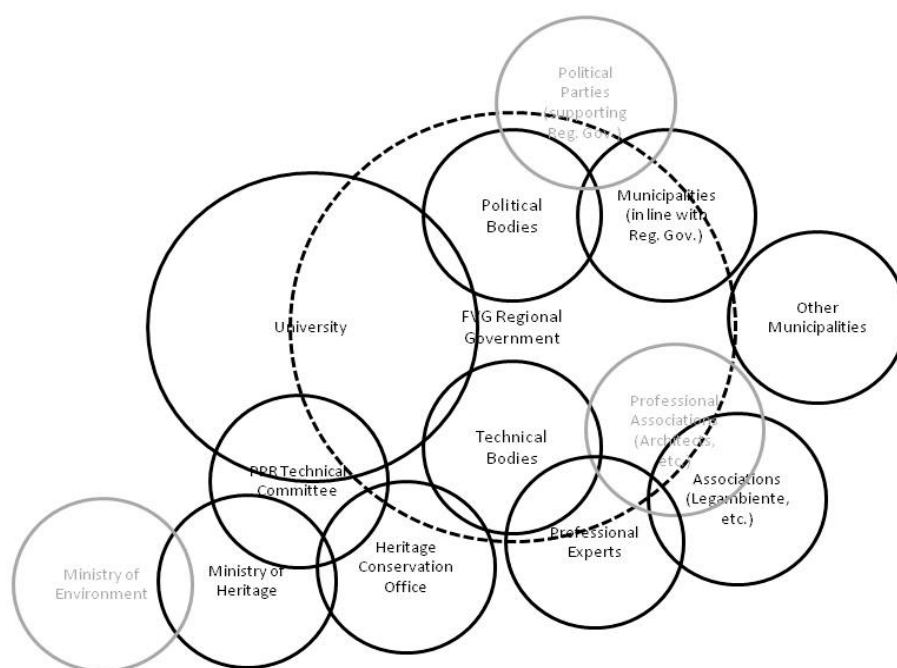 Political
Parties
(supporting
Reg. Gov.)
Political
Bodies
Municipalities
(in line with
Reg. Gov.)
University
FVG Regional
Government
Other
Municipalities
Professional
Associations
(Architects,
etc.)
Technical
Bodies
PPR Technical
Committee
Associations
(Legambiente,
etc.)
Professional
Experts
Heritage
Conservation
Office
Ministry of
Heritage
Ministry of
Environment